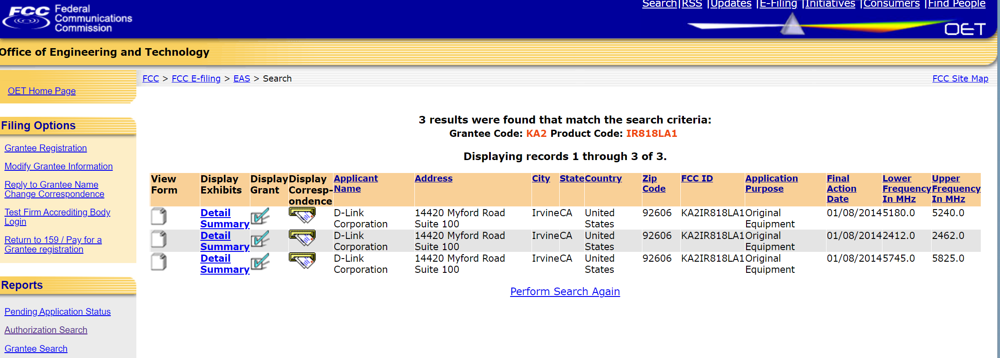 FCC Federal
Communications
Commission
Search|RSS |Updates |E-Filing |Initiatives |Consumers |Find People
OET
Office of Engineering and Technology
FCC > FCC E-filing > EAS > Search
FCC Site Map
OET Home Page
Filing Options
Grantee Registration
Modify Grantee Information
Reply to Grantee Name
Change Correspondence
Test Firm Accrediting Body
Login
Return to 159 / Pay for a
Grantee registration
Reports
Pending Application Status
Authorization Search
Grantee Search
3 results were found that match the search criteria:
Grantee Code: KA2 Product Code: IR818LA1
Displaying records 1 through 3 of 3.
View Display Display Display Applicant Address City State Country Zip FCC ID Application Final Lower Upper
Form Exhibits Grant Corresp- Name Code Purpose Action Frequency Frequency
ondence Date In MHz In MHz
Detail D-Link 14420 Myford Road Irvine CA United 92606 KA2IR818LA1 Original 01/08/2014 5180.0 5240.0
Summary Corporation Suite 100 States Equipment
Detail D-Link 14420 Myford Road Irvine CA United 92606 KA2IR818LA1 Original 01/08/2014 2412.0 2462.0
Summary Corporation Suite 100 States Equipment
Detail D-Link 14420 Myford Road Irvine CA United 92606 KA2IR818LA1 Original 01/08/2014 5745.0 5825.0
Summary Corporation Suite 100 States Equipment
Perform Search Again